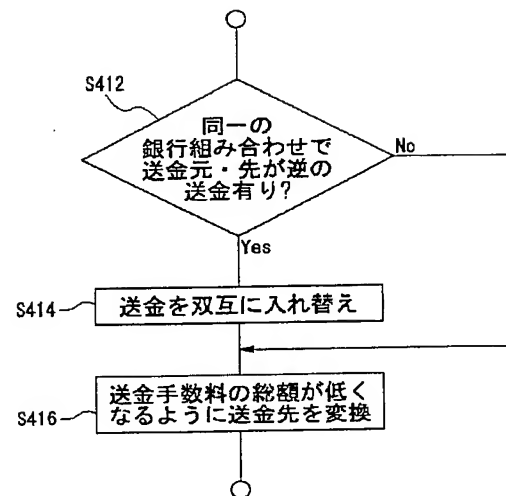 S412
同一の
銀行組み合わせで
送金元・先が逆の
送金有り?
No
Yes
S414
送金を双互に入れ替え
S416
送金手数料の総額が低く
なるように送金先を変換